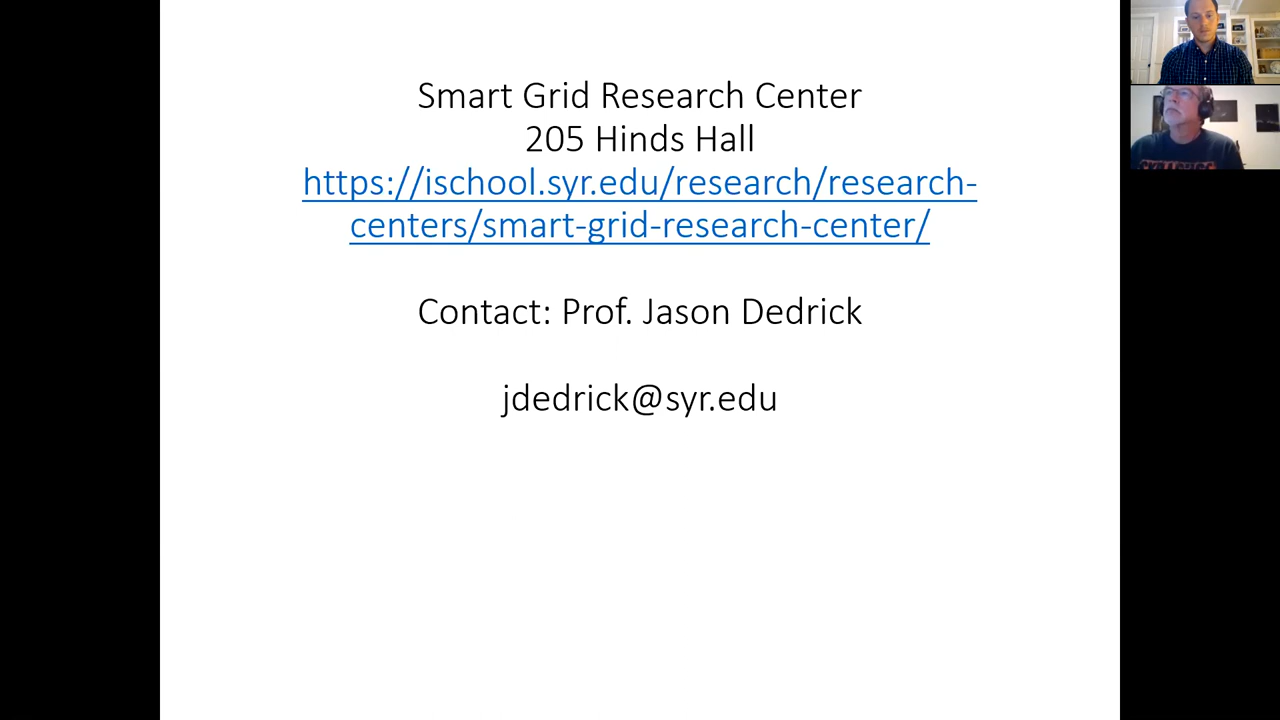 Smart Grid Research Center
205 Hinds Hall
https://ischool.syr.edu/research/research-
centers/smart-grid-research-center/
Contact: Prof. Jason Dedrick
jdedrick@syr.edu